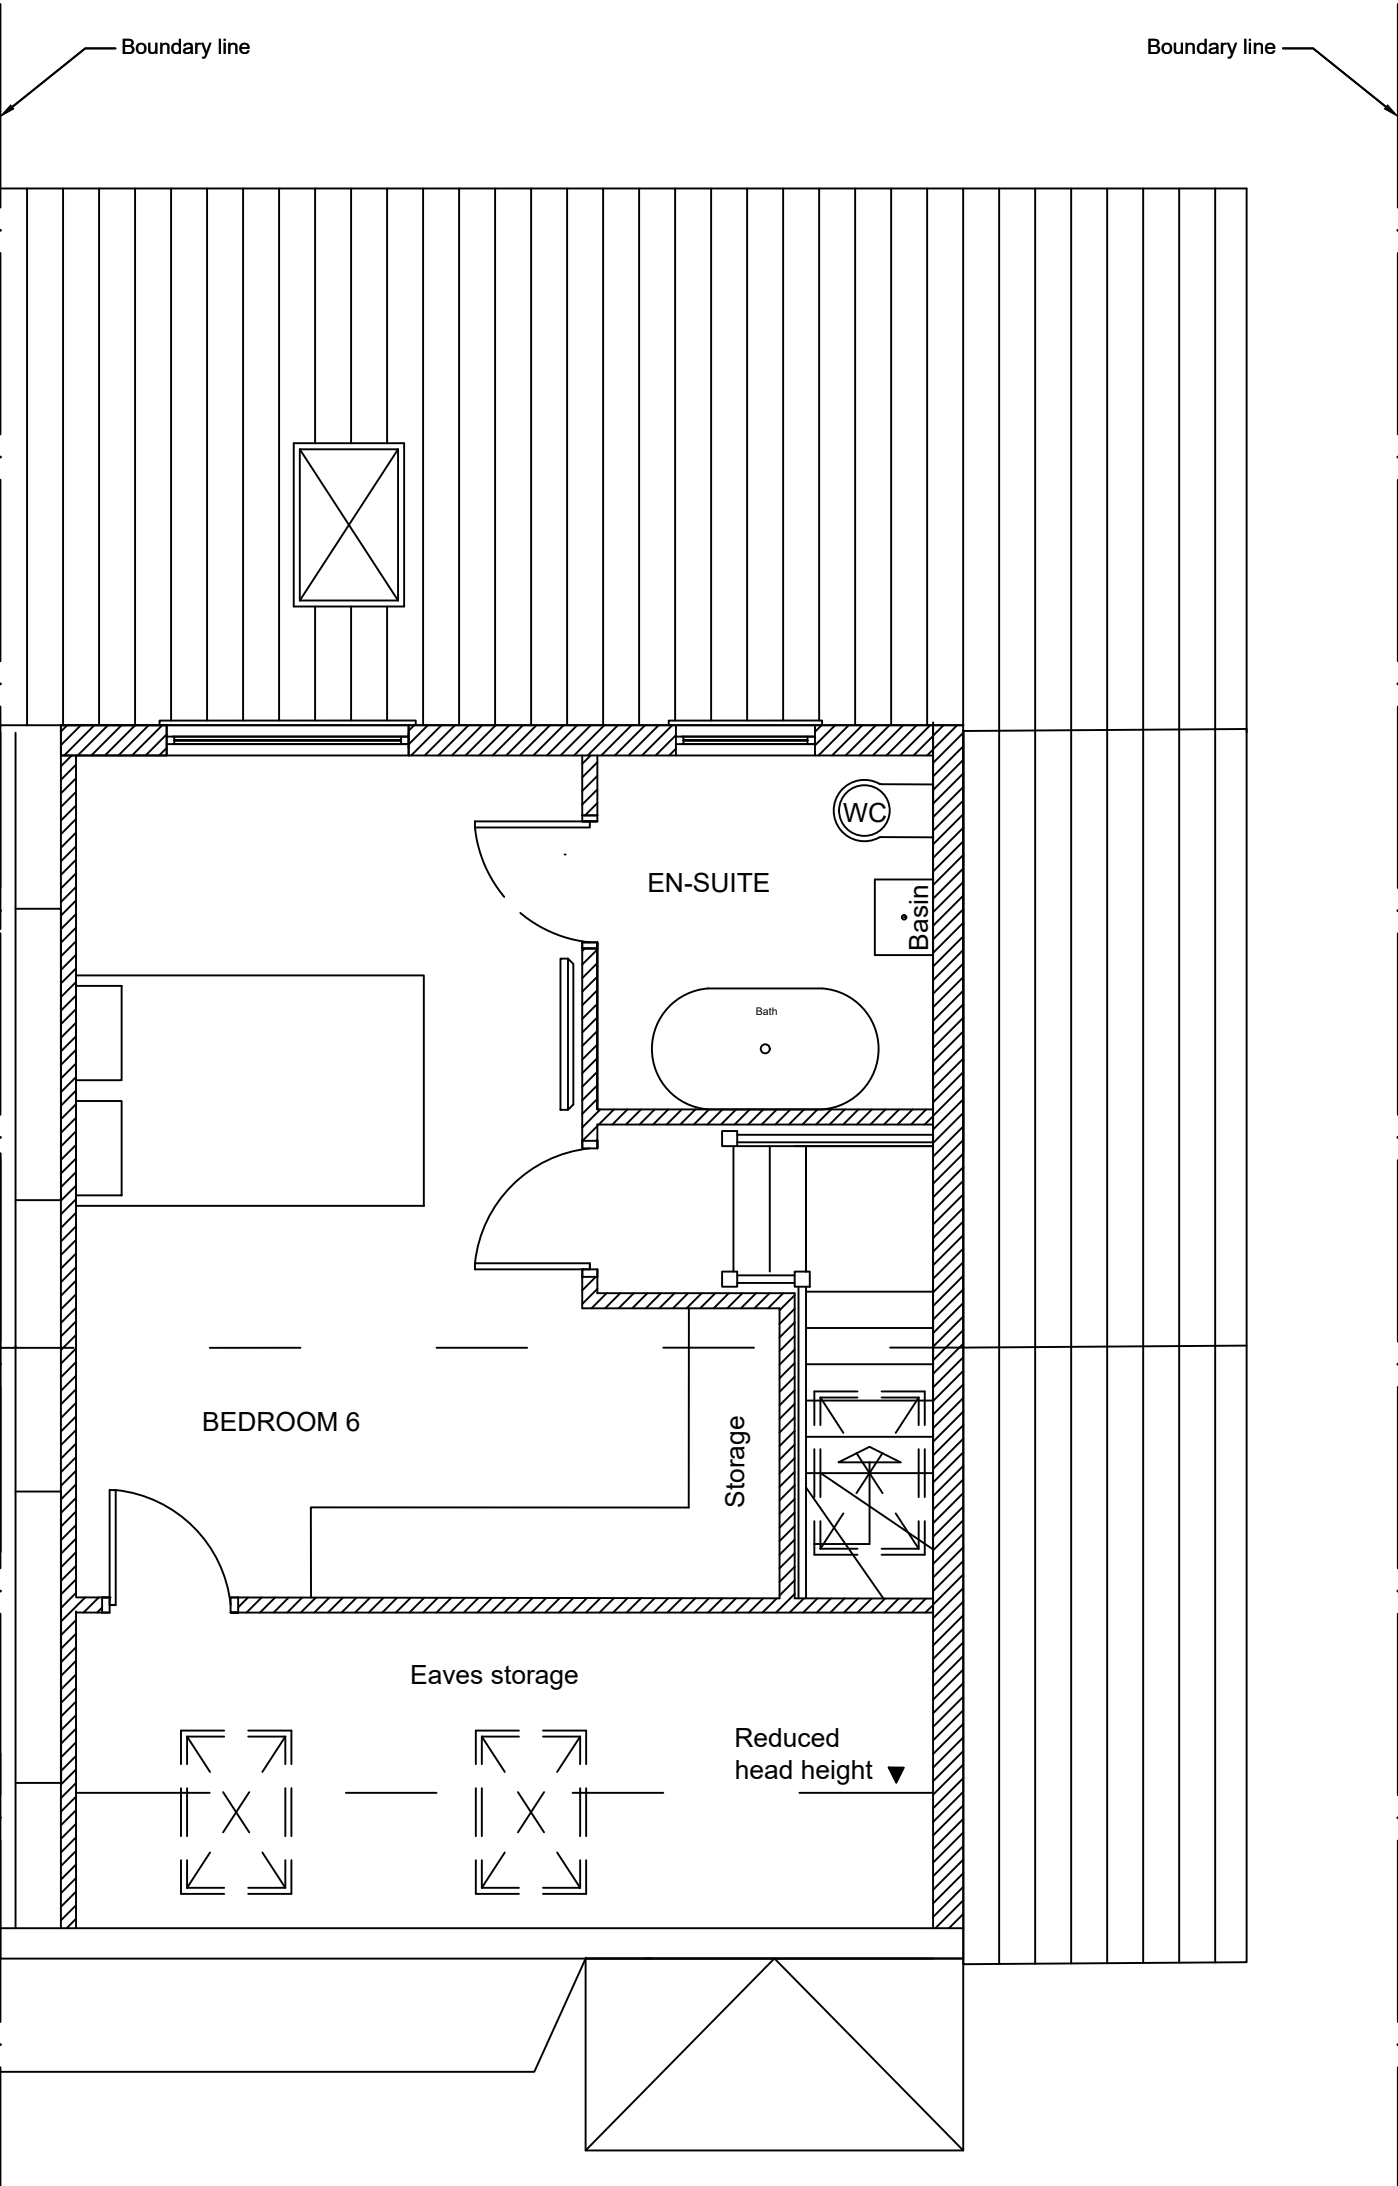 Boundary line
Boundary line
WC
EN-SUITE
Basin
Bath
BEDROOM 6
Storage
Eaves storage
Reduced
head height